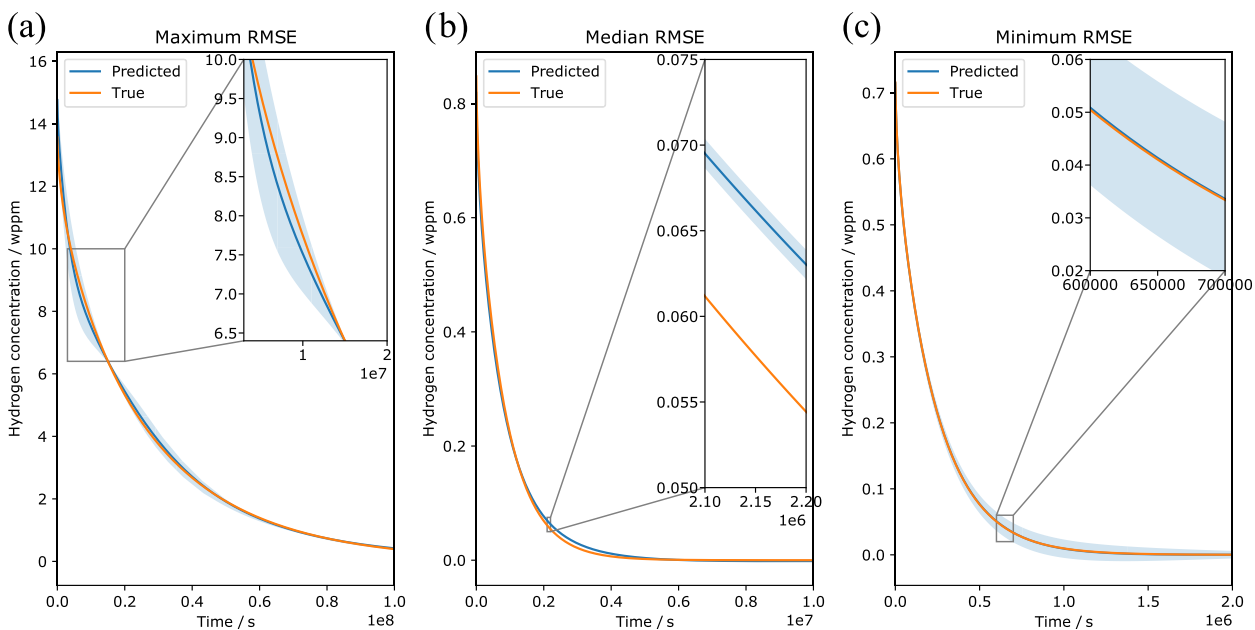 (a)
Maximum RMSE
Predicted
True
Hydrogen concentration / wppm
16
14
12
10
8
6
4
2
0
0.0
0.2
0.4
0.6
0.8
1.0
1e8
Time / s
10.0
9.5
9.0
8.5
8.0
7.5
7.0
6.5
1
2
1e7
(b)
Median RMSE
Predicted
True
Hydrogen concentration / wppm
0.8
0.6
0.4
0.2
0.0
0.0
0.2
0.4
0.6
0.8
1.0
1e7
Time / s
0.075
0.070
0.065
0.060
0.055
0.050
2.10
2.15
2.20
1e6
(c)
Minimum RMSE
Predicted
True
Hydrogen concentration / wppm
0.7
0.6
0.5
0.4
0.3
0.2
0.1
0.0
0.0
0.5
1.0
1.5
2.0
1e6
Time / s
0.06
0.05
0.04
0.03
0.02
600000
650000
700000